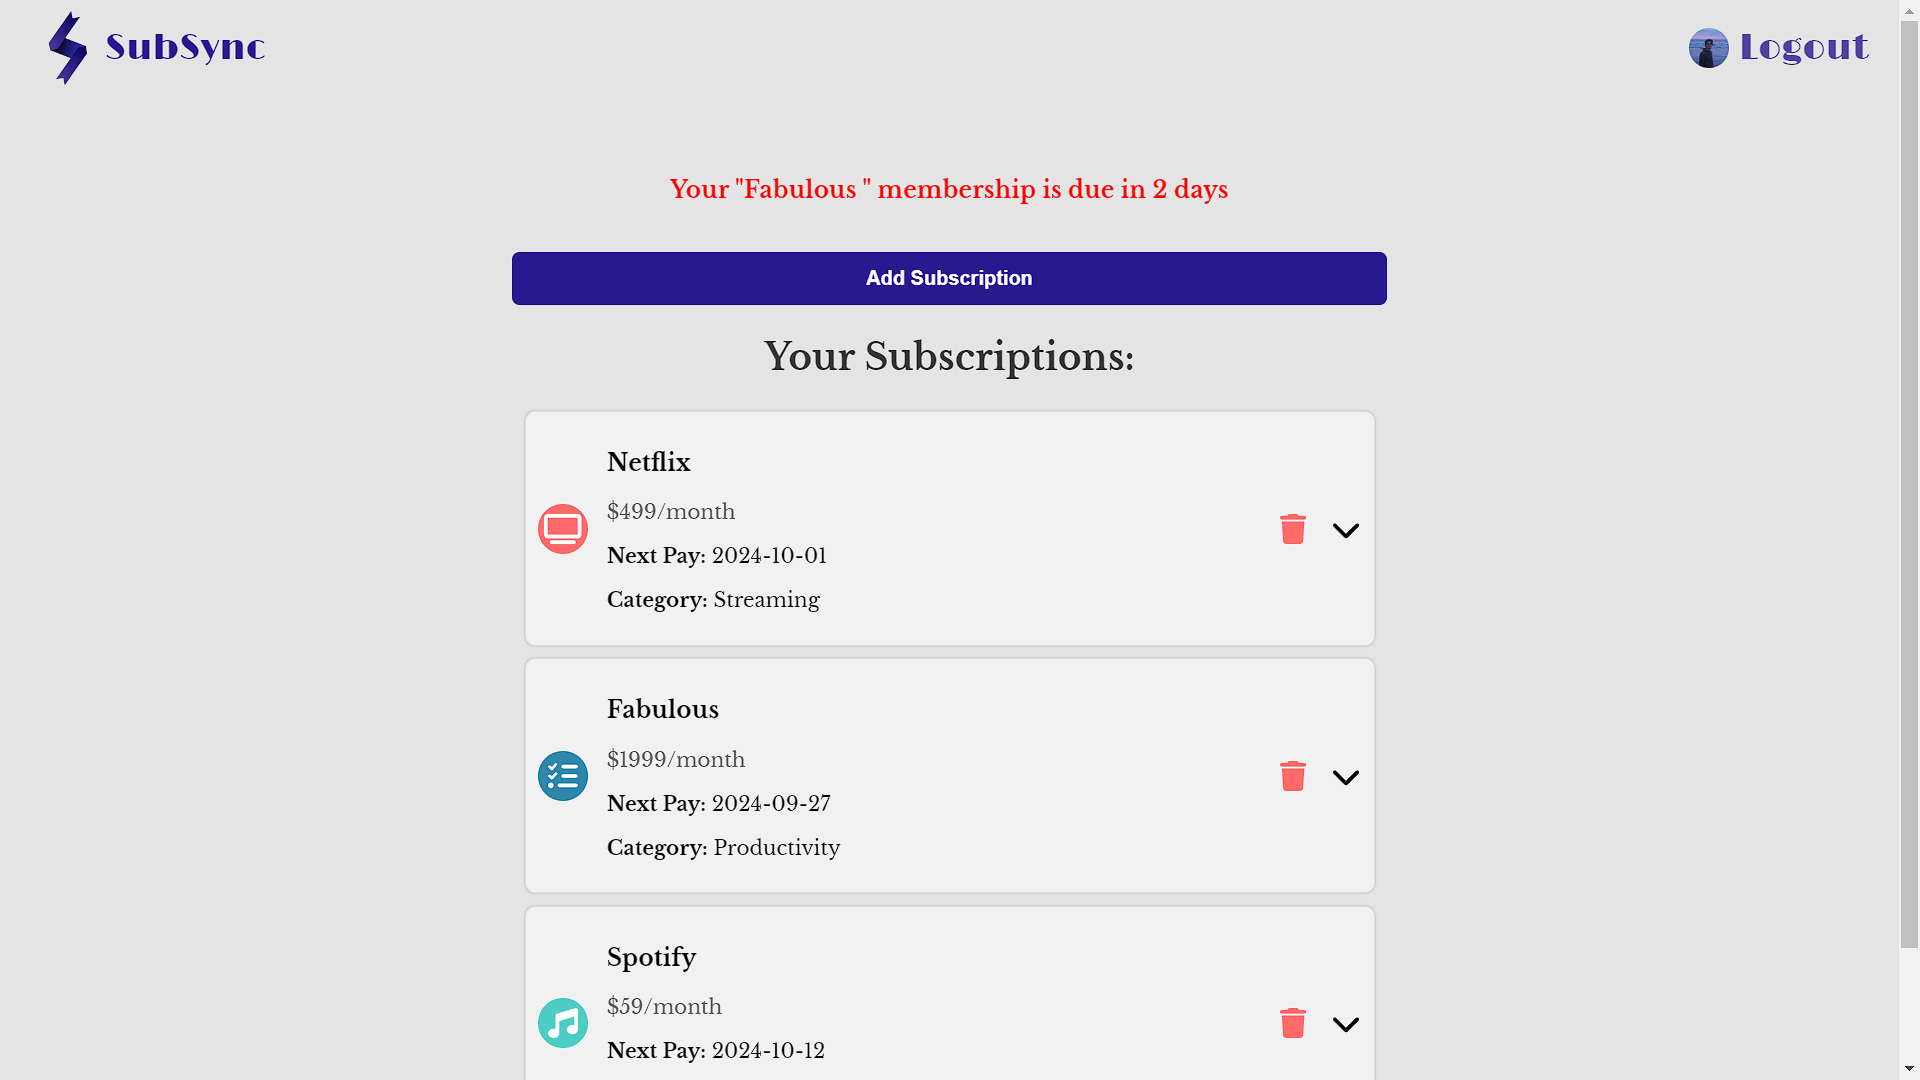 SubSync
Logout
Your "Fabulous " membership is due in 2 days
Add Subscription
Your Subscriptions:
Netflix
$499/month
Next Pay: 2024-10-01
Category: Streaming
Fabulous
$1999/month
Next Pay: 2024-09-27
Category: Productivity
Spotify
$59/month
Next Pay: 2024-10-12